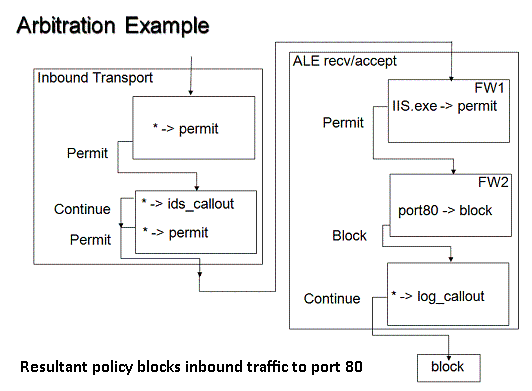 Arbitration Example
Inbound Transport
* -> permit
Permit
Continue
* -> ids_callout
Permit
* -> permit
ALE recv/accept
FW1
IIS.exe -> permit
Permit
FW2
port80 -> block
Block
Continue
* -> log_callout
block
Resultant policy blocks inbound traffic to port 80